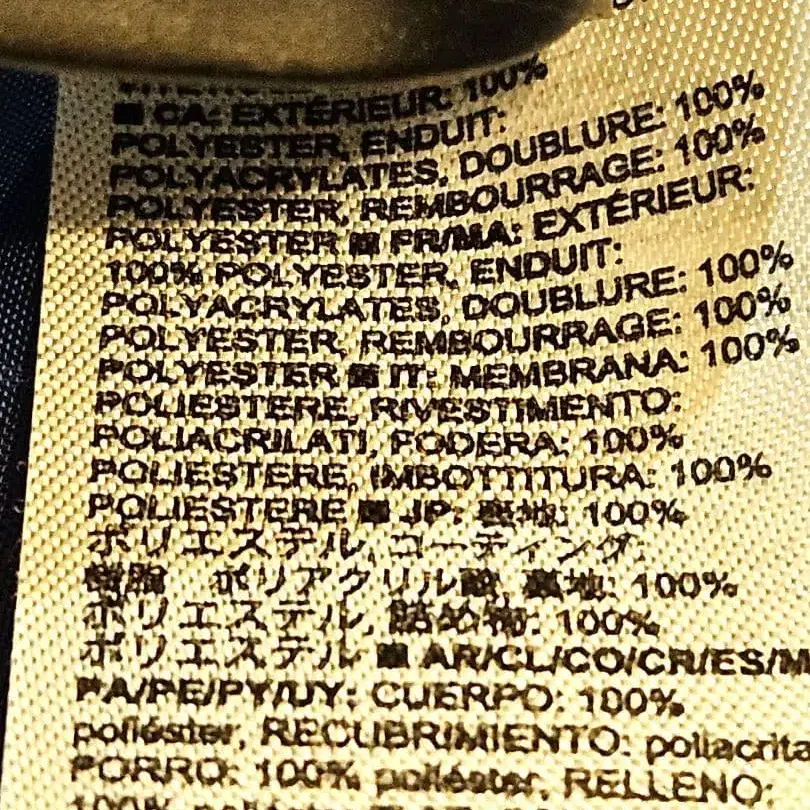 ■ CA: EXTÉRIEUR: 100%
POLYESTER, ENDUIT:
POLYACRYLATES, DOUBLURE: 100%
POLYESTER, REMBOURRAGE: 100%
POLYESTER ■ FR/MA: EXTÉRIEUR:
100% POLYESTER, ENDUIT:
POLYACRYLATES, DOUBLURE: 100%
POLYESTER, REMBOURRAGE: 100%
POLYESTER ■ IT: MEMBRANA: 100%
POLIESTERE, RIVESTIMENTO:
POLIACRILATI, FODERA: 100%
POLIESTERE, IMBOTTITURA: 100%
POLIESTERE ■ JP: 100%
ポリエステル, コーティング:
樹脂 ポリアクリル酸, 裏地: 100%
ポリエステル, 詰め物: 100%
ポリエステル ■ AR/CL/CO/CR/ES/M
PA/PE/PY/UY: CUERPO: 100%
poliéster, RECUBRIMIENTO: poliacrila
FORRO: 100% poliéster, RELLENO:
100%